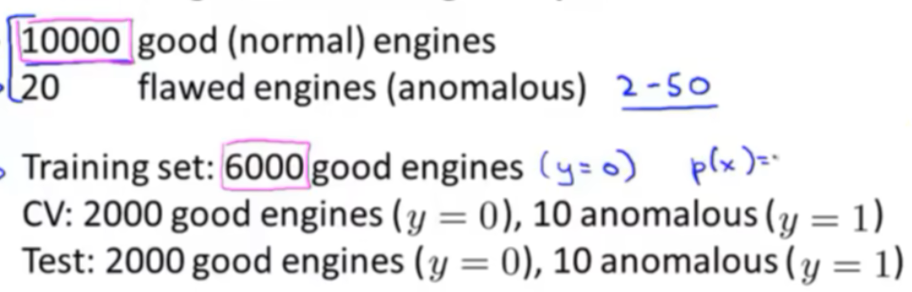 10000 good (normal) engines
20 flawed engines (anomalous) 2-50
Training set: 6000 good engines (y=0) p(x)=
CV: 2000 good engines (y = 0), 10 anomalous (y = 1)
Test: 2000 good engines (y = 0), 10 anomalous (y = 1)